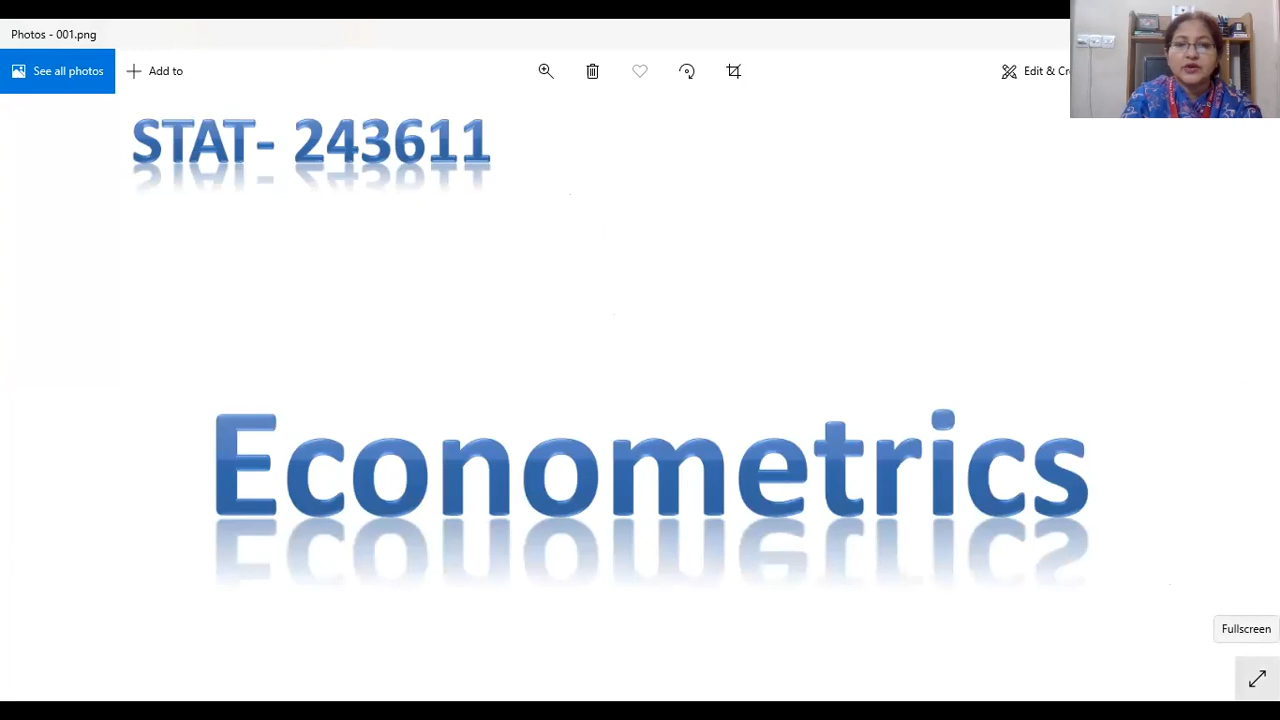 Photos - 001.png
See all photos
Add to
Edit & Cr
STAT- 243611
Econometrics
Fullscreen